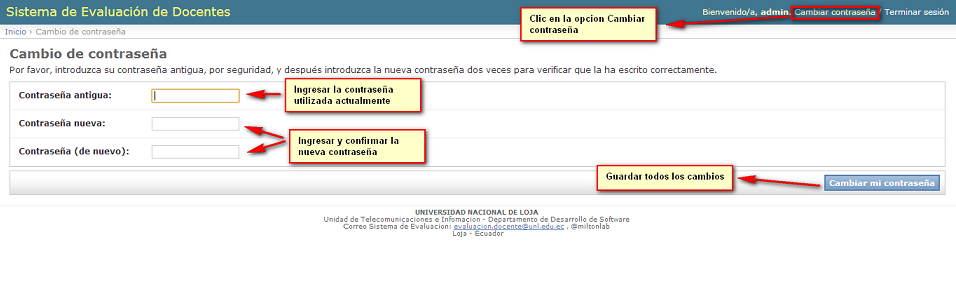 Sistema de Evaluación de Docentes
Clic en la opcion Cambiar
contraseña
Bienvenido/a, admin. Cambiar contraseña / Terminar sesión
Inicio › Cambio de contraseña
Cambio de contraseña
Por favor, introduzca su contraseña antigua, por seguridad, y después introduzca la nueva contraseña dos veces para verificar que la ha escrito correctamente.
Contraseña antigua:
Ingresar la contraseña
utilizada actualmente
Contraseña nueva:
Contraseña (de nuevo):
Ingresar y confirmar la
nueva contraseña
Guardar todos los cambios
Cambiar mi contraseña
UNIVERSIDAD NACIONAL DE LOJA
Unidad de Telecomunicaciones e Infomacion - Departamento de Desarrollo de Software
Correo Sistema de Evaluacion: evaluacion.docente@unl.edu.ec , @miltonlab
Loja - Ecuador